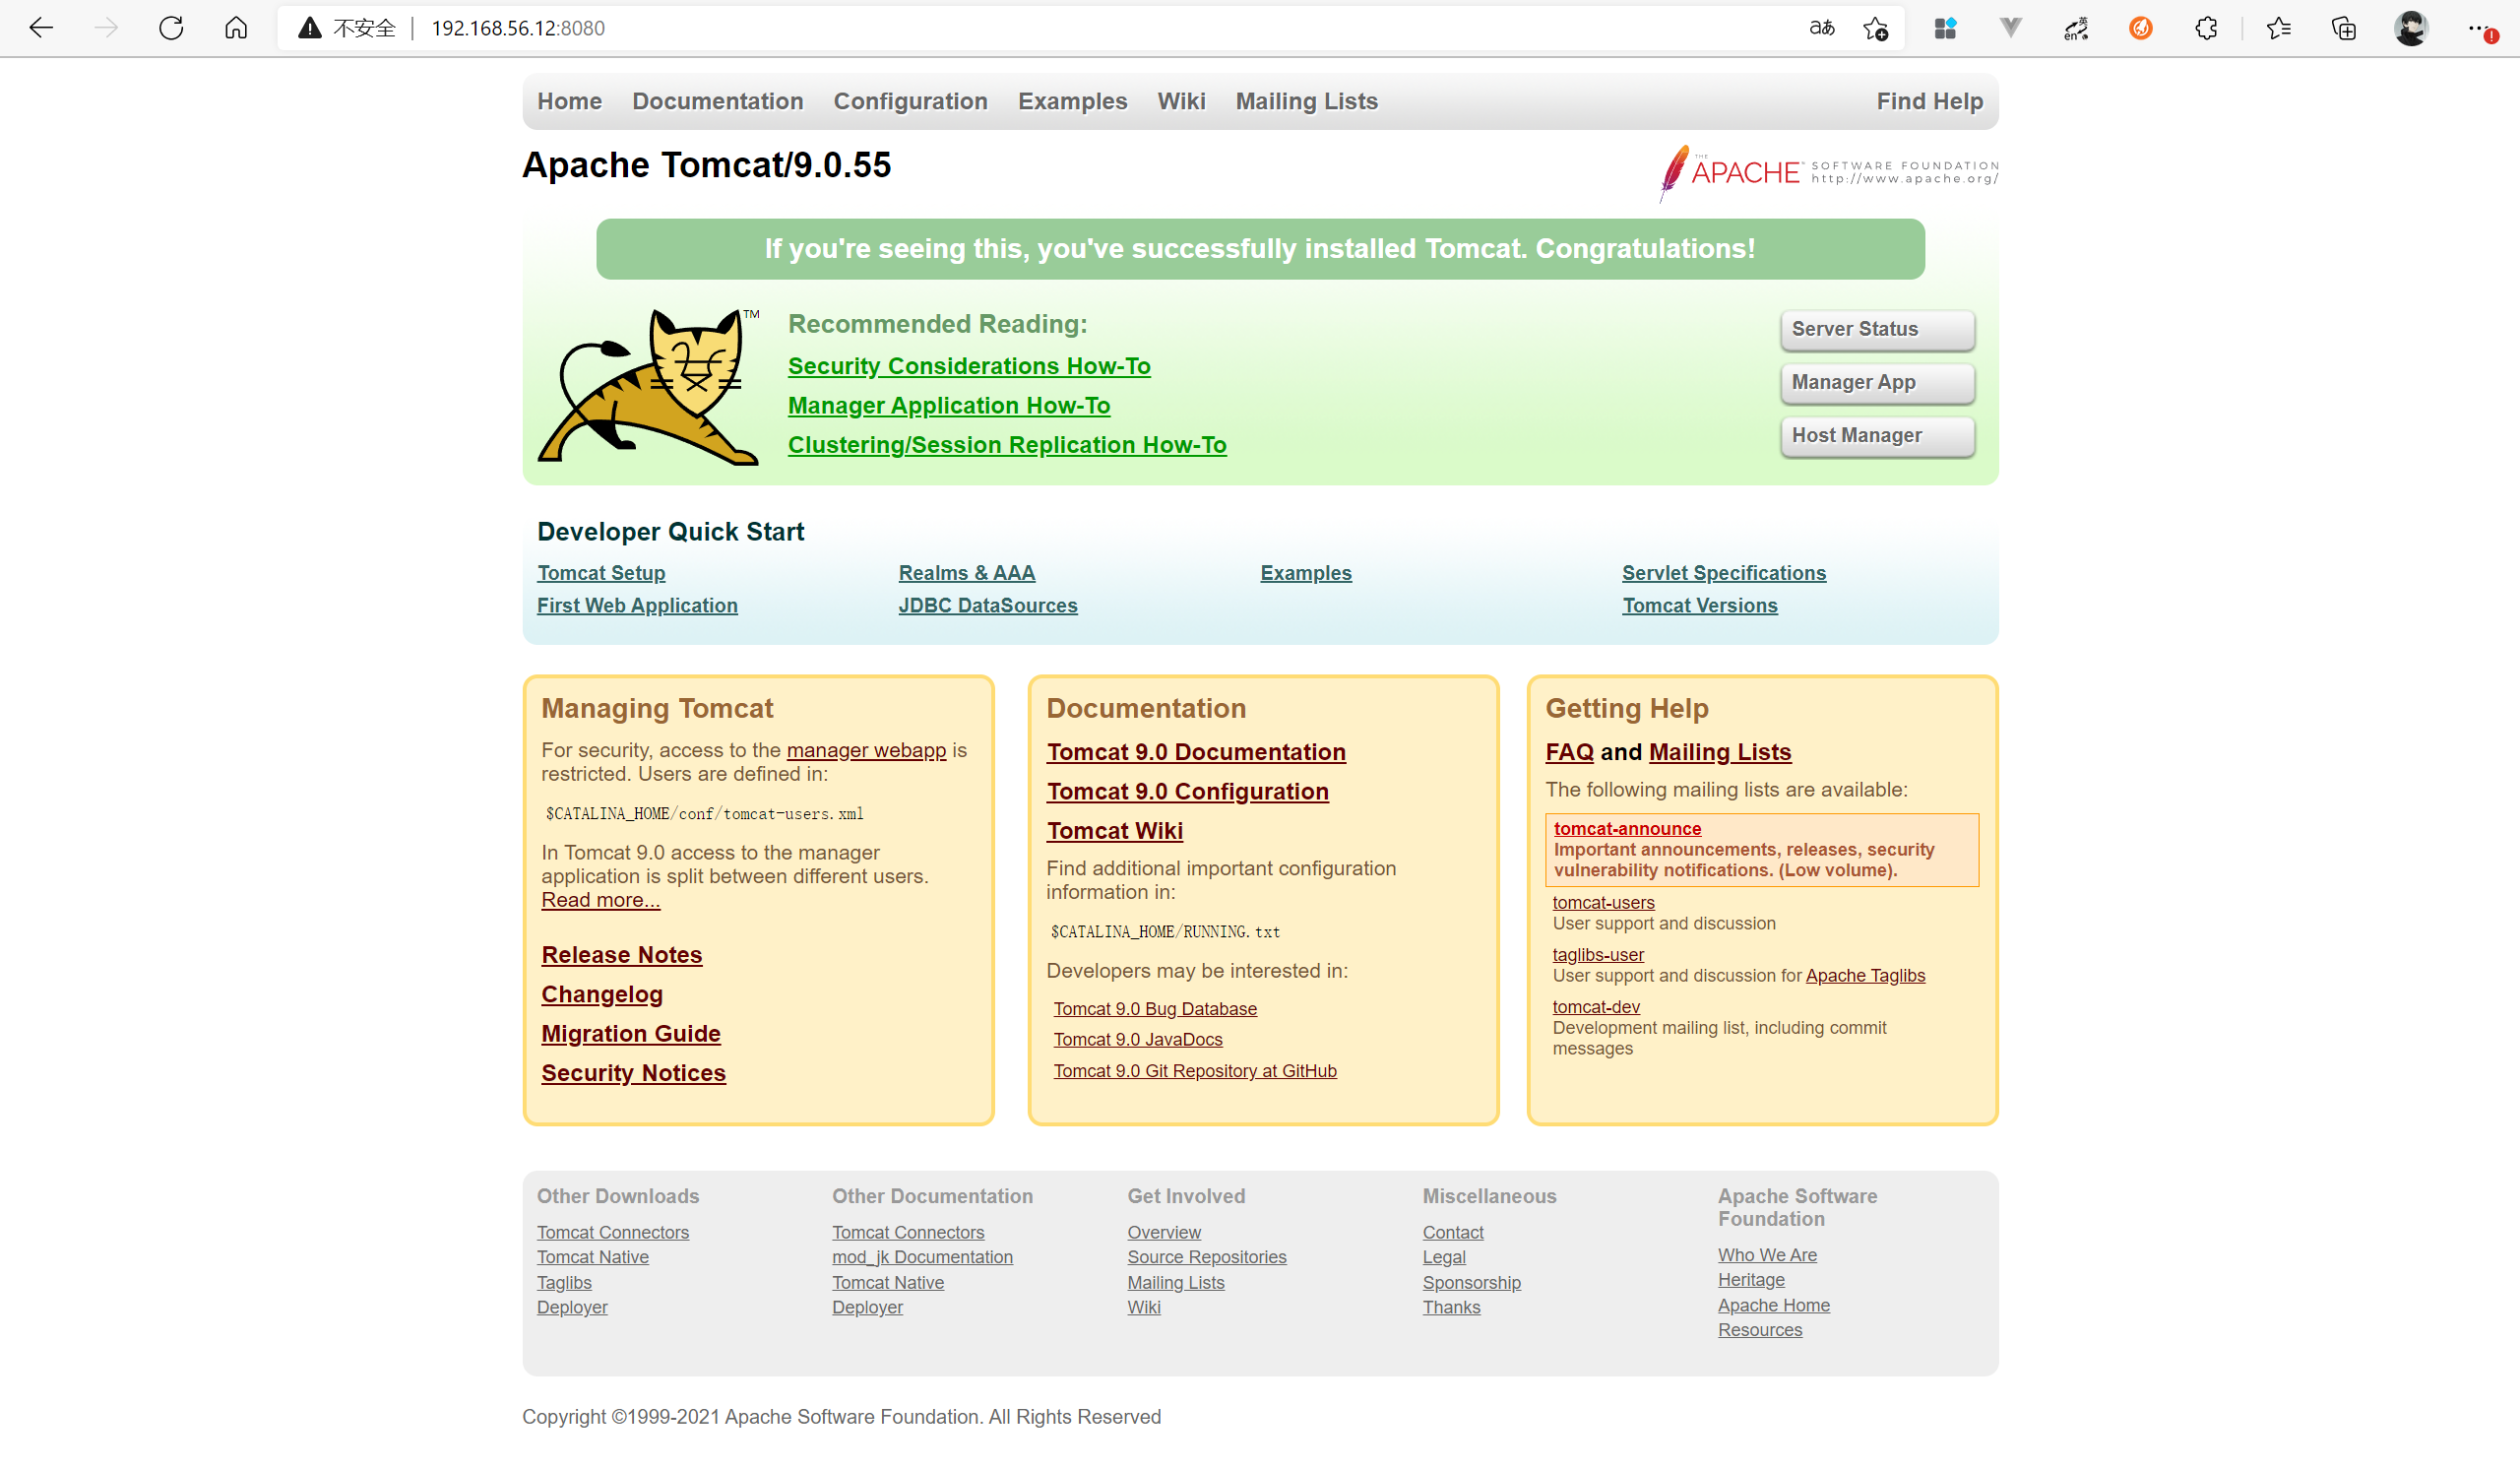 不安全 192.168.56.12:8080 aあ
Home Documentation Configuration Examples Wiki Mailing Lists Find Help
Apache Tomcat/9.0.55
THE APACHE™ SOFTWARE FOUNDATION
http://www.apache.org/
If you're seeing this, you've successfully installed Tomcat. Congratulations!
TM
Recommended Reading:
Security Considerations How-To
Manager Application How-To
Clustering/Session Replication How-To
Server Status
Manager App
Host Manager
Developer Quick Start
Tomcat Setup
First Web Application
Realms & AAA
JDBC DataSources
Examples
Servlet Specifications
Tomcat Versions
Managing Tomcat
For security, access to the manager webapp is
restricted. Users are defined in:
$CATALINA_HOME/conf/tomcat-users.xml
In Tomcat 9.0 access to the manager
application is split between different users.
Read more...
Release Notes
Changelog
Migration Guide
Security Notices
Documentation
Tomcat 9.0 Documentation
Tomcat 9.0 Configuration
Tomcat Wiki
Find additional important configuration
information in:
$CATALINA_HOME/RUNNING.txt
Developers may be interested in:
Tomcat 9.0 Bug Database
Tomcat 9.0 JavaDocs
Tomcat 9.0 Git Repository at GitHub
Getting Help
FAQ and Mailing Lists
The following mailing lists are available:
tomcat-announce
Important announcements, releases, security
vulnerability notifications. (Low volume).
tomcat-users
User support and discussion
taglibs-user
User support and discussion for Apache Taglibs
tomcat-dev
Development mailing list, including commit
messages
Other Downloads
Tomcat Connectors
Tomcat Native
Taglibs
Deployer
Other Documentation
Tomcat Connectors
mod_jk Documentation
Tomcat Native
Deployer
Get Involved
Overview
Source Repositories
Mailing Lists
Wiki
Miscellaneous
Contact
Legal
Sponsorship
Thanks
Apache Software
Foundation
Who We Are
Heritage
Apache Home
Resources
Copyright ©1999-2021 Apache Software Foundation. All Rights Reserved